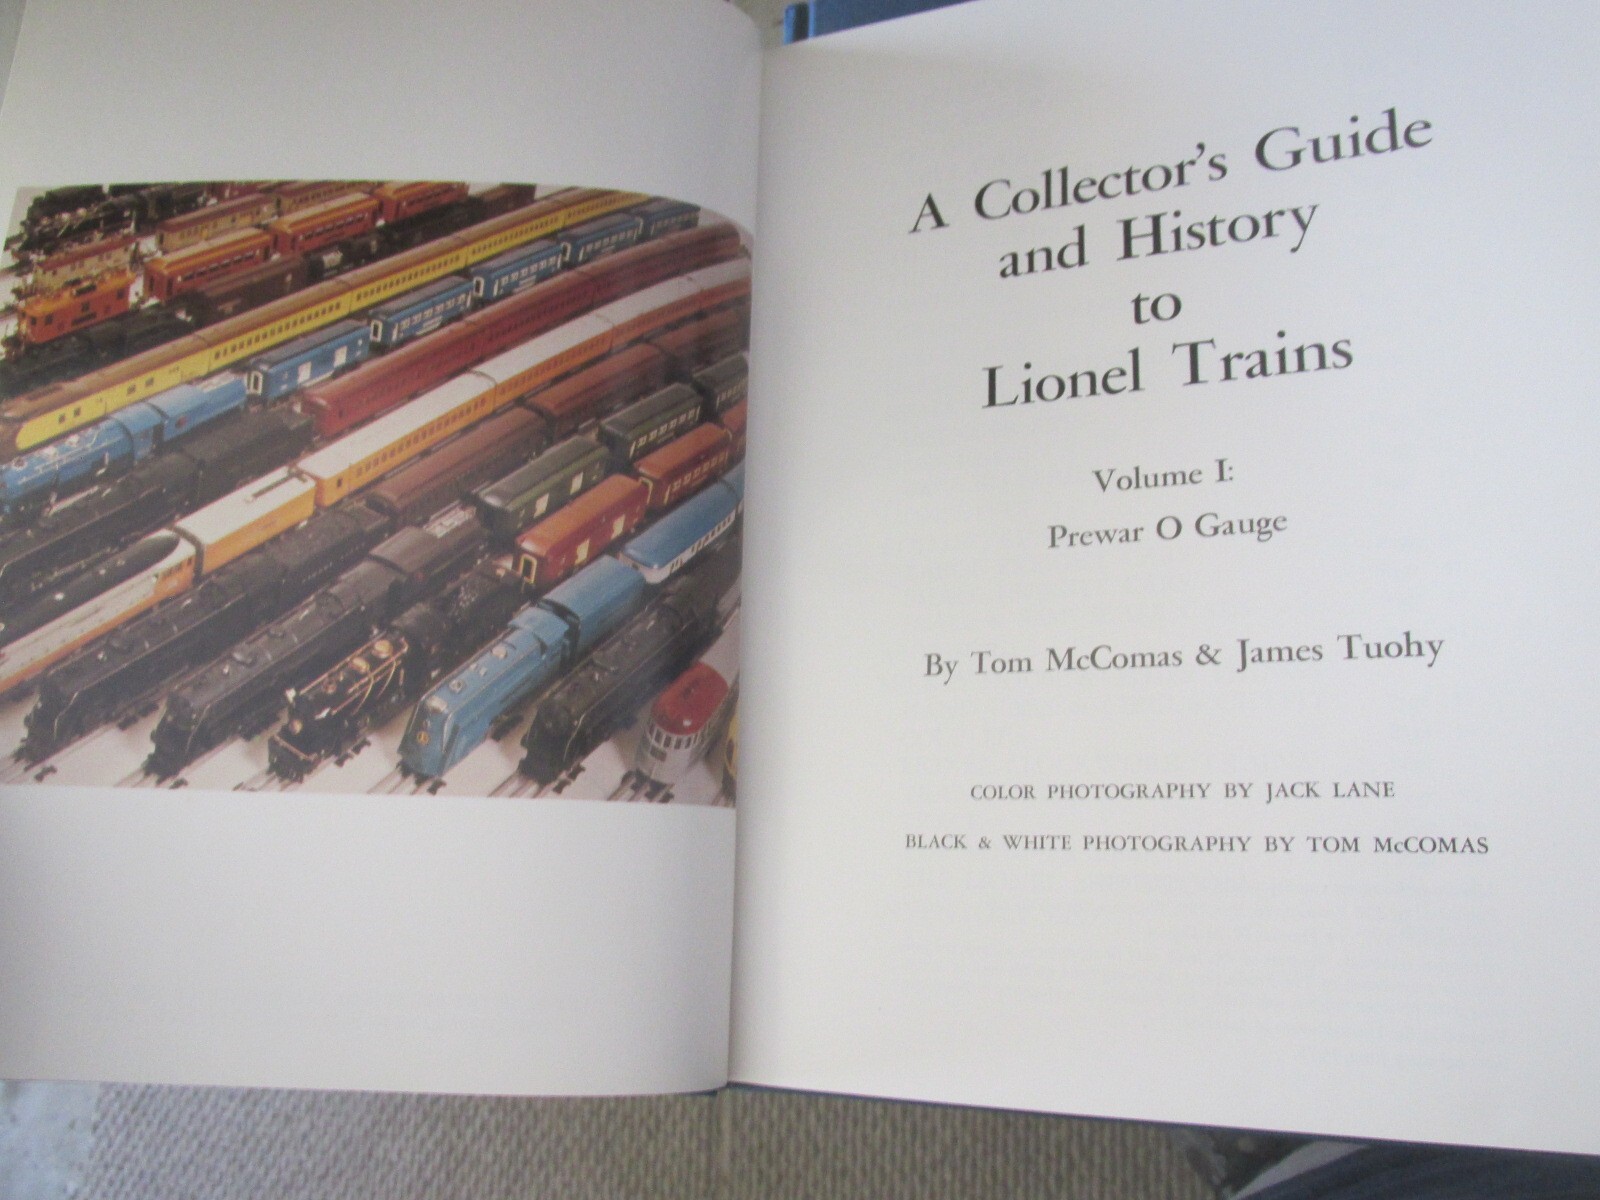 A Collector's Guide
and History
to
Lionel Trains
Volume I:
Prewar O Gauge
By Tom McComas & James Tuohy
COLOR PHOTOGRAPHY BY JACK LANE
BLACK & WHITE PHOTOGRAPHY BY TOM McCOMAS